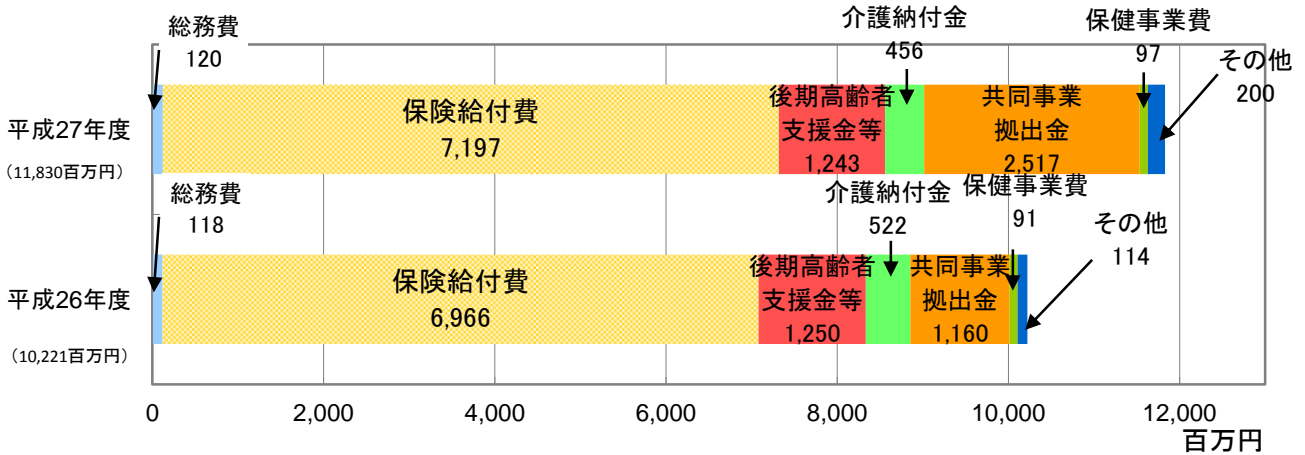 総務費
120
介護納付金
456
保健事業費
97
その他
200
平成27年度
（11,830百万円）
保険給付費
7,197
後期高齢者
支援金等
1,243
共同事業
拠出金
2,517
総務費
118
介護納付金
522
保健事業費
91
その他
114
平成26年度
（10,221百万円）
保険給付費
6,966
後期高齢者
支援金等
1,250
共同事業
拠出金
1,160
0 2,000 4,000 6,000 8,000 10,000 12,000
百万円